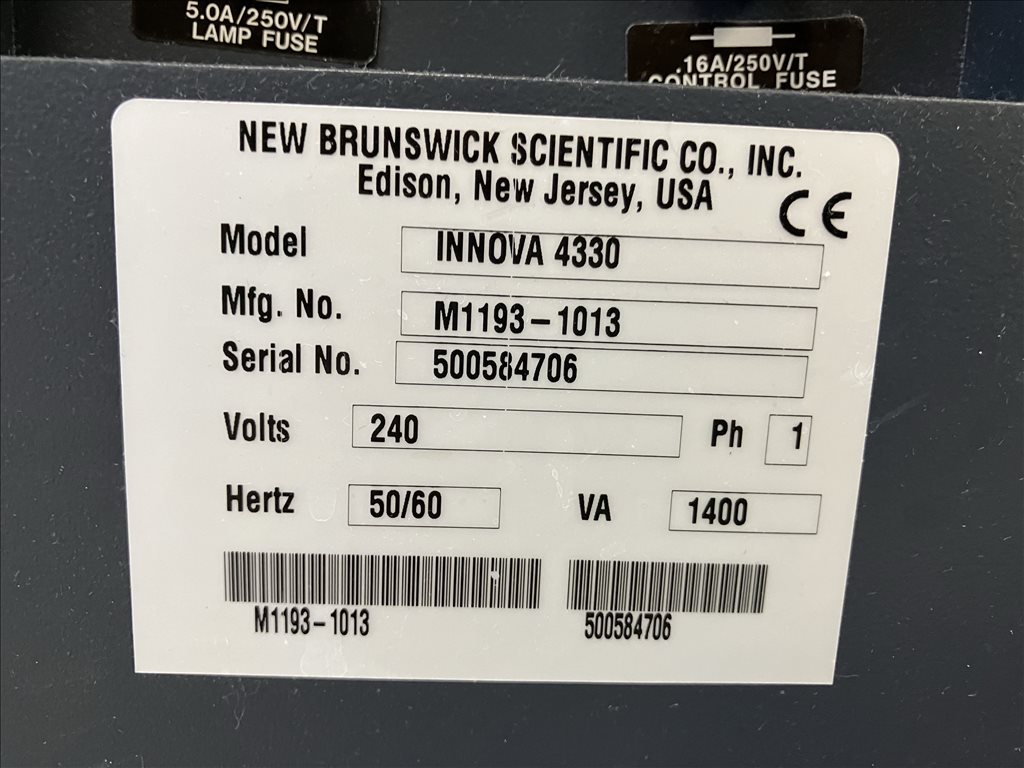 5.0A/250V/T
LAMP FUSE
.16A/250V/T
CONTROL FUSE
NEW BRUNSWICK SCIENTIFIC CO., INC.
Edison, New Jersey, USA
CE
Model INNOVA 4330
Mfg. No. M1193-1013
Serial No. 500584706
Volts 240 Ph 1
Hertz 50/60 VA 1400
M1193-1013 500584706